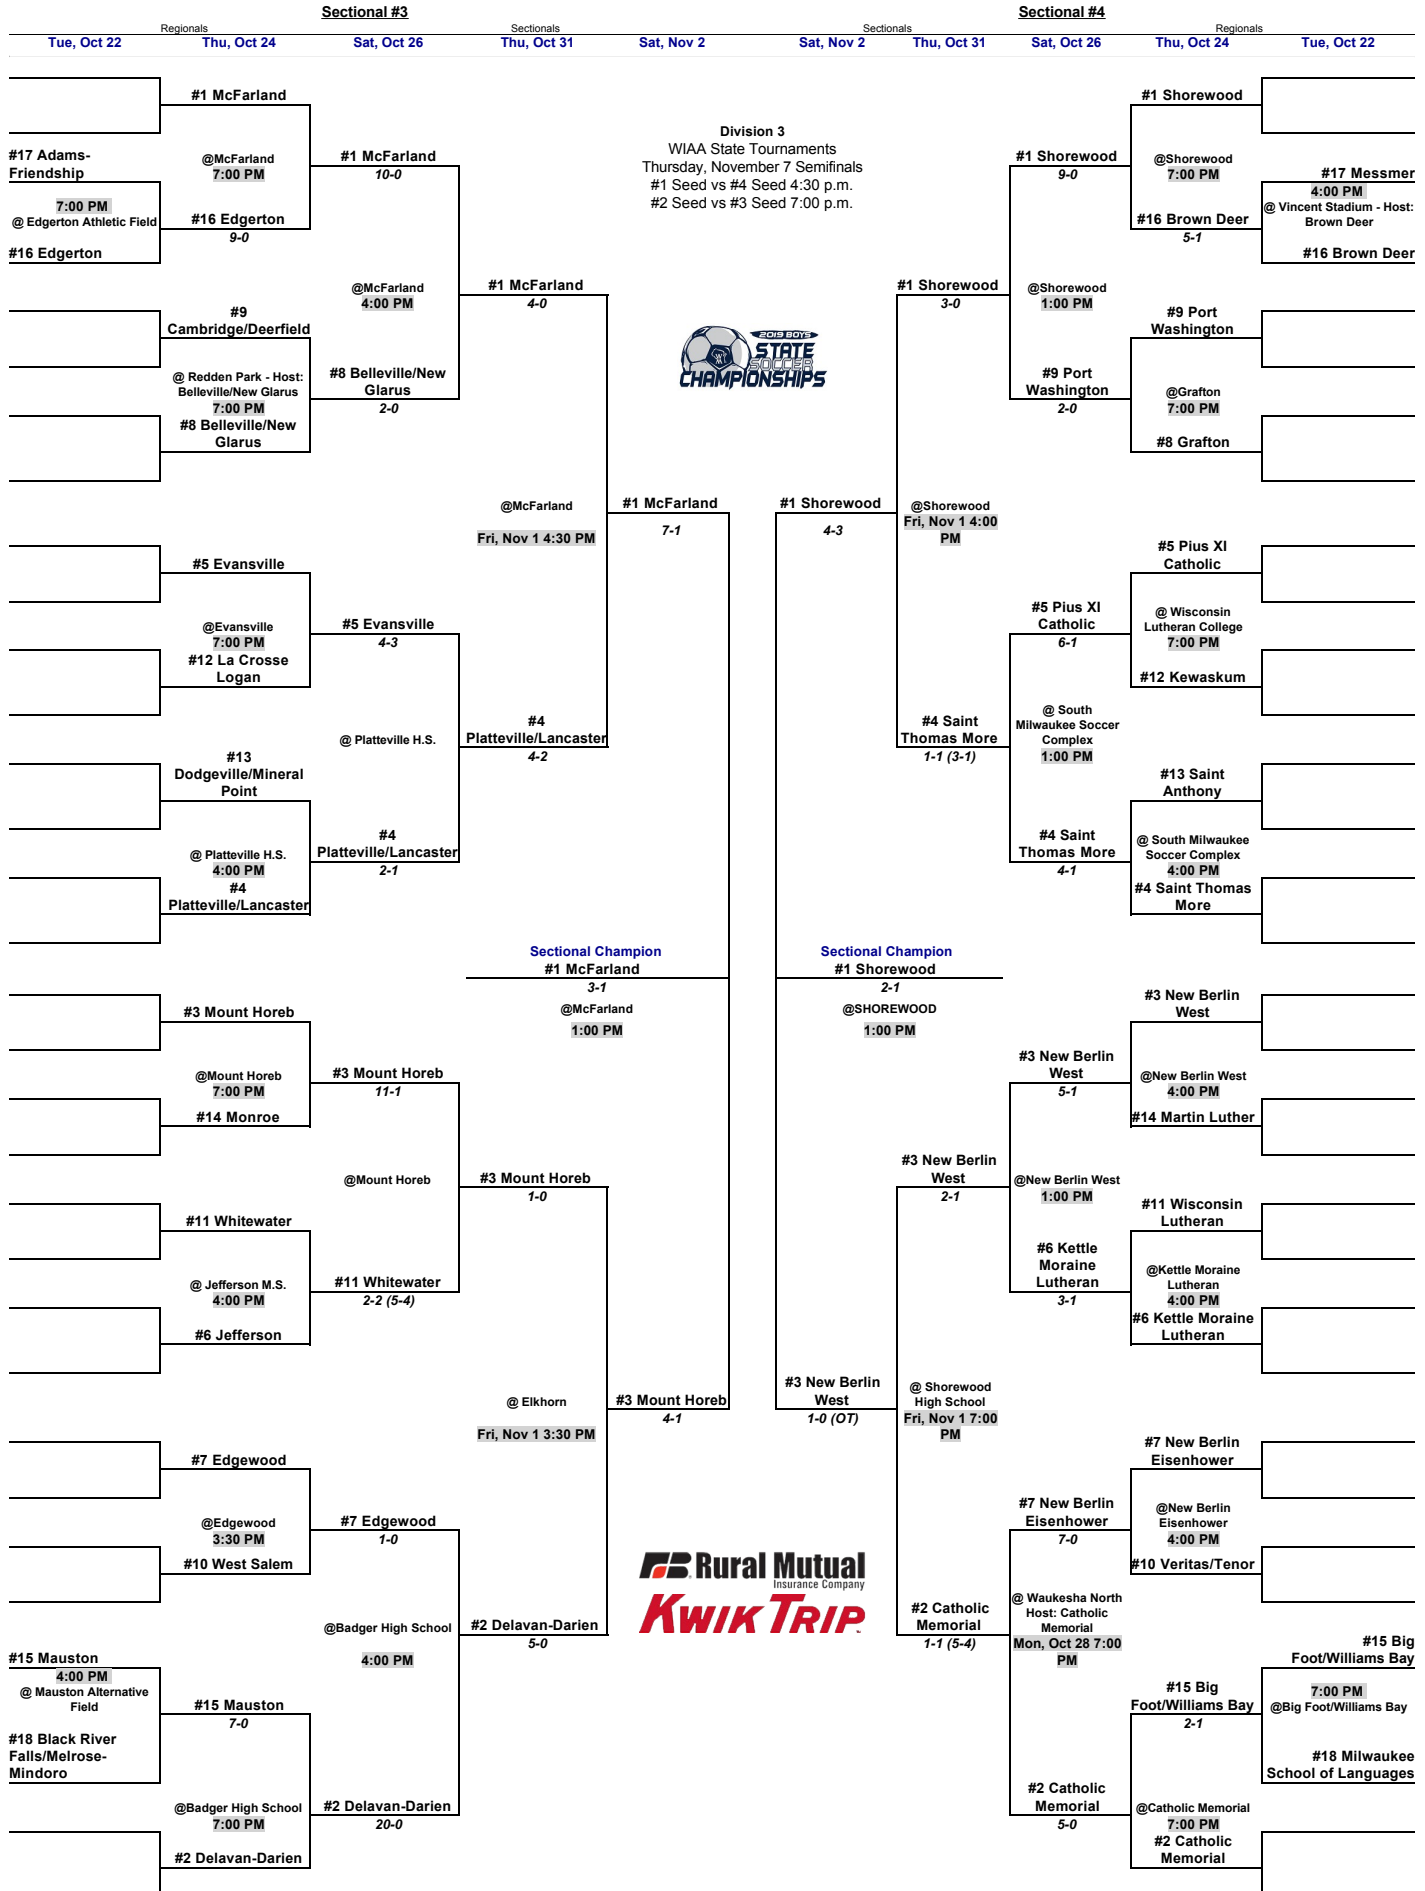 Sectional #3
Sectional #4
Regionals
Sectionals
Sectionals
Regionals
Tue, Oct 22
Thu, Oct 24
Sat, Oct 26
Thu, Oct 31
Sat, Nov 2
Sat, Nov 2
Thu, Oct 31
Sat, Oct 26
Thu, Oct 24
Tue, Oct 22
#17 Adams-
Friendship
7:00 PM
@ Edgerton Athletic Field
#16 Edgerton
#15 Mauston
4:00 PM
@ Mauston Alternative
Field
#18 Black River
Falls/Melrose-
Mindoro
#1 McFarland
@McFarland
7:00 PM
#16 Edgerton
9-0
#9
Cambridge/Deerfield
@ Redden Park - Host:
Belleville/New Glarus
7:00 PM
#8 Belleville/New
Glarus
#5 Evansville
@Evansville
7:00 PM
#12 La Crosse
Logan
#13
Dodgeville/Mineral
Point
@ Platteville H.S.
4:00 PM
#4
Platteville/Lancaster
#3 Mount Horeb
@Mount Horeb
7:00 PM
#14 Monroe
#11 Whitewater
@ Jefferson M.S.
4:00 PM
#6 Jefferson
#7 Edgewood
@Edgewood
3:30 PM
#10 West Salem
#15 Mauston
7-0
@Badger High School
7:00 PM
#2 Delavan-Darien
#1 McFarland
10-0
@McFarland
4:00 PM
#8 Belleville/New
Glarus
2-0
#5 Evansville
4-3
@ Platteville H.S.
#4
Platteville/Lancaster
2-1
#3 Mount Horeb
11-1
@Mount Horeb
#11 Whitewater
2-2 (5-4)
#7 Edgewood
1-0
@Badger High School
4:00 PM
#2 Delavan-Darien
20-0
#1 McFarland
4-0
@McFarland
Fri, Nov 1 4:30 PM
#4
Platteville/Lancaster
4-2
#3 Mount Horeb
1-0
@ Elkhorn
Fri, Nov 1 3:30 PM
#2 Delavan-Darien
5-0
#1 McFarland
7-1
#3 Mount Horeb
4-1
Sectional Champion
#1 McFarland
3-1
@McFarland
1:00 PM
Division 3
WIAA State Tournaments
Thursday, November 7 Semifinals
#1 Seed vs #4 Seed 4:30 p.m.
#2 Seed vs #3 Seed 7:00 p.m.
2019 BOYS
STATE
SOCCER
CHAMPIONSHIPS
Rural Mutual
Insurance Company
KWIK TRIP
Sectional Champion
#1 Shorewood
2-1
@SHOREWOOD
1:00 PM
#1 Shorewood
4-3
#3 New Berlin
West
1-0 (OT)
#1 Shorewood
3-0
@Shorewood
Fri, Nov 1 4:00
PM
#4 Saint
Thomas More
1-1 (3-1)
#3 New Berlin
West
2-1
@ Shorewood
High School
Fri, Nov 1 7:00
PM
#2 Catholic
Memorial
1-1 (5-4)
#1 Shorewood
9-0
@Shorewood
1:00 PM
#9 Port
Washington
2-0
#5 Pius XI
Catholic
6-1
@ South
Milwaukee Soccer
Complex
1:00 PM
#4 Saint
Thomas More
4-1
#3 New Berlin
West
5-1
@New Berlin West
1:00 PM
#6 Kettle
Moraine
Lutheran
3-1
#7 New Berlin
Eisenhower
7-0
@ Waukesha North
Host: Catholic
Memorial
Mon, Oct 28 7:00
PM
#2 Catholic
Memorial
5-0
#1 Shorewood
@Shorewood
7:00 PM
#16 Brown Deer
5-1
#9 Port
Washington
@Grafton
7:00 PM
#8 Grafton
#5 Pius XI
Catholic
@ Wisconsin
Lutheran College
7:00 PM
#12 Kewaskum
#13 Saint
Anthony
@ South Milwaukee
Soccer Complex
4:00 PM
#4 Saint Thomas
More
#3 New Berlin
West
@New Berlin West
4:00 PM
#14 Martin Luther
#11 Wisconsin
Lutheran
@Kettle Moraine
Lutheran
4:00 PM
#6 Kettle Moraine
Lutheran
#7 New Berlin
Eisenhower
@New Berlin
Eisenhower
4:00 PM
#10 Veritas/Tenor
#15 Big
Foot/Williams Bay
2-1
@Catholic Memorial
7:00 PM
#2 Catholic
Memorial
#17 Messmer
4:00 PM
@ Vincent Stadium - Host:
Brown Deer
#16 Brown Deer
#15 Big
Foot/Williams Bay
7:00 PM
@Big Foot/Williams Bay
#18 Milwaukee
School of Languages